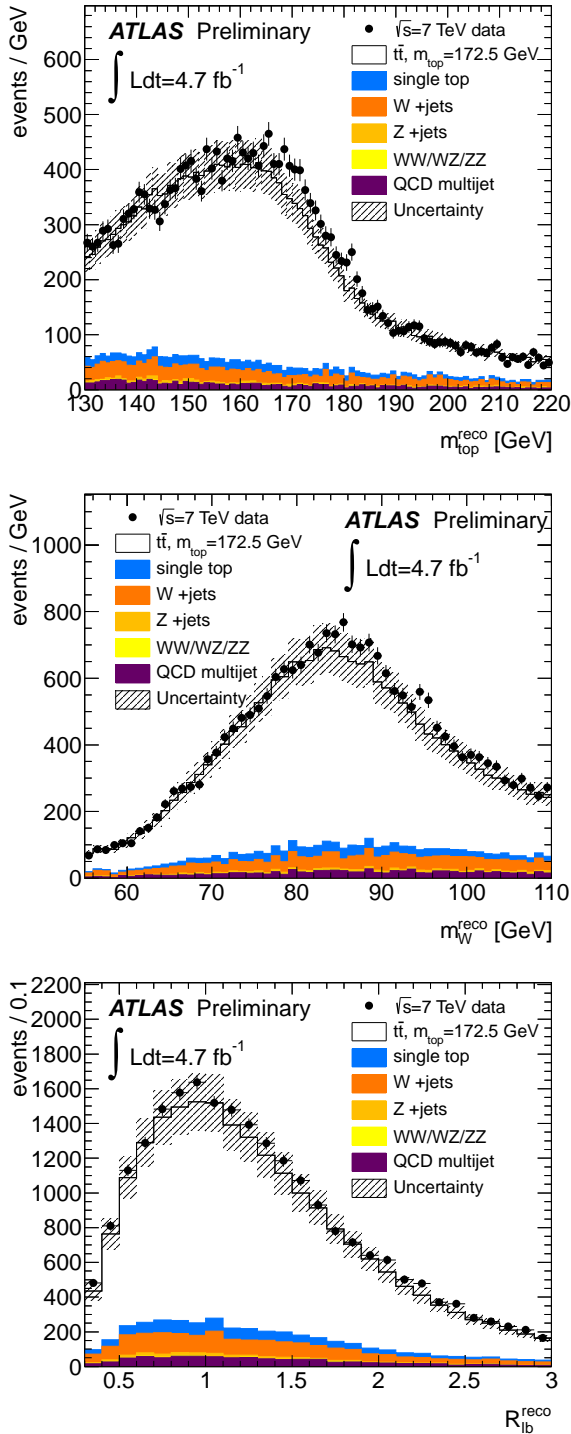 events / GeV
ATLAS Preliminary
∫ Ldt=4.7 fb⁻¹
√s=7 TeV data
tt̄, m_top=172.5 GeV
single top
W +jets
Z +jets
WW/WZ/ZZ
QCD multijet
Uncertainty
600
500
400
300
200
100
0
130 140 150 160 170 180 190 200 210 220
m_top^reco [GeV]
events / GeV
√s=7 TeV data
tt̄, m_top=172.5 GeV
single top
W +jets
Z +jets
WW/WZ/ZZ
QCD multijet
Uncertainty
ATLAS Preliminary
∫ Ldt=4.7 fb⁻¹
1000
800
600
400
200
0
60 70 80 90 100 110
m_W^reco [GeV]
events / 0.1
ATLAS Preliminary
∫ Ldt=4.7 fb⁻¹
√s=7 TeV data
tt̄, m_top=172.5 GeV
single top
W +jets
Z +jets
WW/WZ/ZZ
QCD multijet
Uncertainty
2200
2000
1800
1600
1400
1200
1000
800
600
400
200
0
0.5 1 1.5 2 2.5 3
R_lb^reco